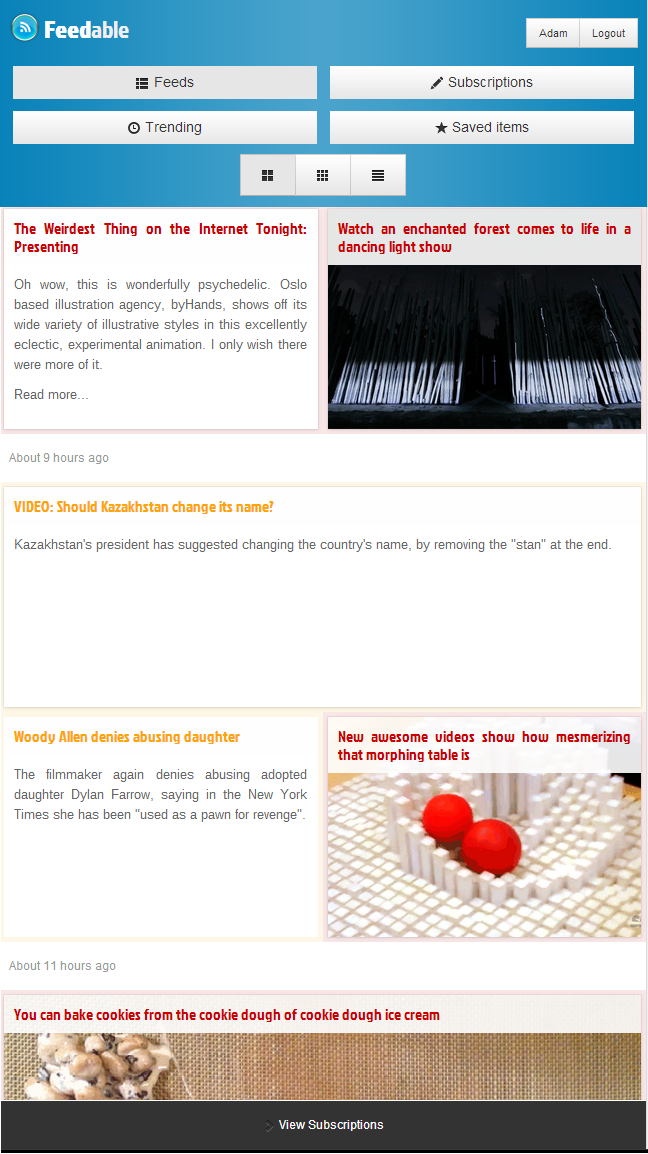 Feedable
Adam
Logout
Feeds
Subscriptions
Trending
Saved items
The Weirdest Thing on the Internet Tonight:
Presenting
Oh wow, this is wonderfully psychedelic. Oslo
based illustration agency, byHands, shows off its
wide variety of illustrative styles in this excellently
eclectic, experimental animation. I only wish there
were more of it.
Read more...
Watch an enchanted forest comes to life in a
dancing light show
About 9 hours ago
VIDEO: Should Kazakhstan change its name?
Kazakhstan's president has suggested changing the country's name, by removing the "stan" at the end.
Woody Allen denies abusing daughter
The filmmaker again denies abusing adopted
daughter Dylan Farrow, saying in the New York
Times she has been "used as a pawn for revenge".
New awesome videos show how mesmerizing
that morphing table is
About 11 hours ago
You can bake cookies from the cookie dough of cookie dough ice cream
View Subscriptions